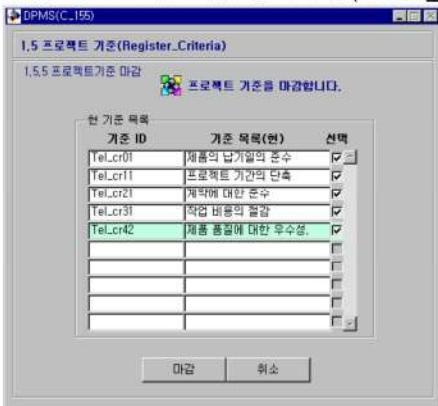 DPMS(C_155)
1.5 프로젝트 기준(Register_Criteria)
1.5.5 프로젝트기준 마감
프로젝트 기준을 마감합니다.
현 기준 목록
기준 ID 기준 목록(현) 선택
Tel_cr01 제품의 납기일의 준수
Tel_cr11 프로젝트 기간의 단축
Tel_cr21 계약에 대한 준수
Tel_cr31 작업 비용의 절감
Tel_cr42 제품 품질에 대한 우수성.
마감 취소